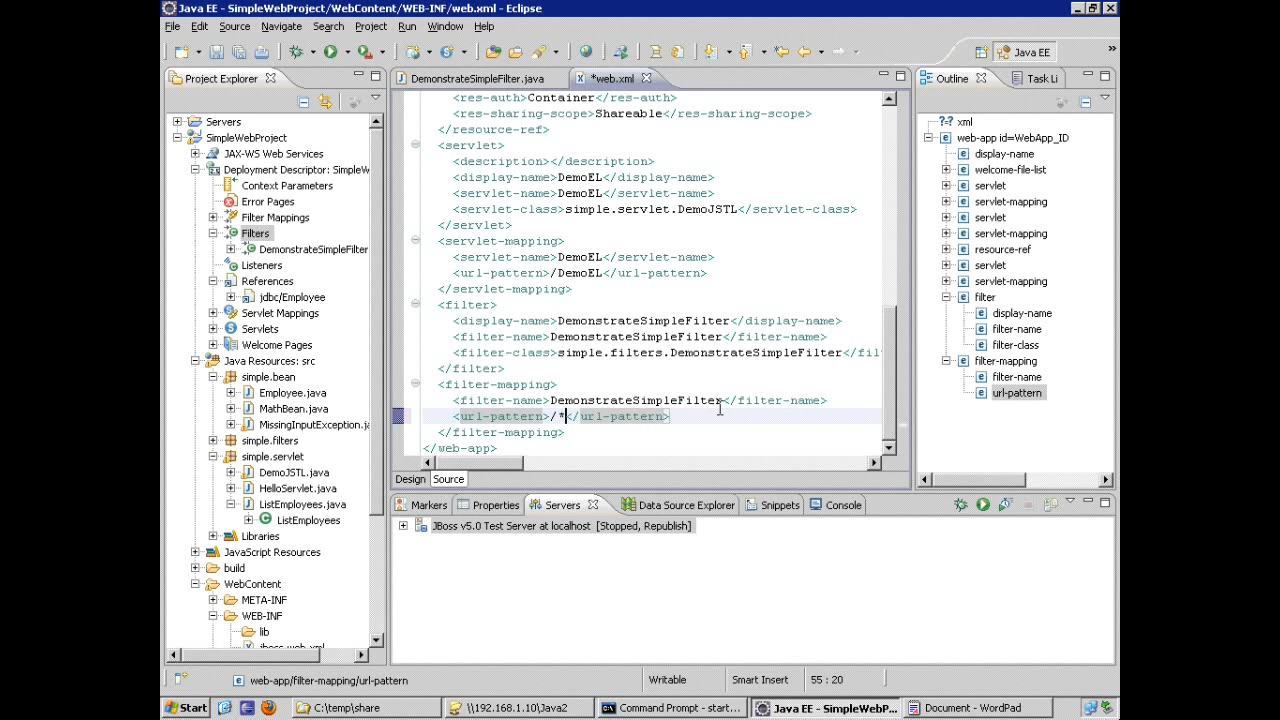 Java EE - SimpleWebProject/WebContent/WEB-INF/web.xml - Eclipse
File Edit Source Navigate Search Project Run Window Help
Java EE
Project Explorer
Servers
SimpleWebProject
JAX-WS Web Services
Deployment Descriptor: SimpleW
Context Parameters
Error Pages
Filter Mappings
Filters
DemonstrateSimpleFilter
Listeners
References
jdbc/Employee
Servlet Mappings
Servlets
Welcome Pages
Java Resources: src
simple.bean
Employee.java
MathBean.java
MissingInputException.j
simple.filters
simple.servlet
DemoJSTL.java
HelloServlet.java
ListEmployees.java
ListEmployees
Libraries
JavaScript Resources
build
WebContent
META-INF
WEB-INF
lib
jboss-web.xml
DemonstrateSimpleFilter.java *web.xml
<res-auth>Container</res-auth>
<res-sharing-scope>Shareable</res-sharing-scope>
</resource-ref>
<servlet>
<description></description>
<display-name>DemoEL</display-name>
<servlet-name>DemoEL</servlet-name>
<servlet-class>simple.servlet.DemoJSTL</servlet-class>
</servlet>
<servlet-mapping>
<servlet-name>DemoEL</servlet-name>
<url-pattern>/DemoEL</url-pattern>
</servlet-mapping>
<filter>
<display-name>DemonstrateSimpleFilter</display-name>
<filter-name>DemonstrateSimpleFilter</filter-name>
<filter-class>simple.filters.DemonstrateSimpleFilter</fil
</filter>
<filter-mapping>
<filter-name>DemonstrateSimpleFilter</filter-name>
<url-pattern>/*</url-pattern>
</filter-mapping>
</web-app>
Design Source
Outline Task Li
?-? xml
web-app id=WebApp_ID
display-name
welcome-file-list
servlet
servlet-mapping
servlet
servlet-mapping
resource-ref
servlet
servlet-mapping
filter
display-name
filter-name
filter-class
filter-mapping
filter-name
url-pattern
Markers Properties Servers Data Source Explorer Snippets Console
JBoss v5.0 Test Server at localhost [Stopped, Republish]
web-app/filter-mapping/url-pattern Writable Smart Insert 55 : 20
Start C:\temp\share \\192.168.1.10\Java2 Command Prompt - start... Java EE - SimpleWebP... Document - WordPad